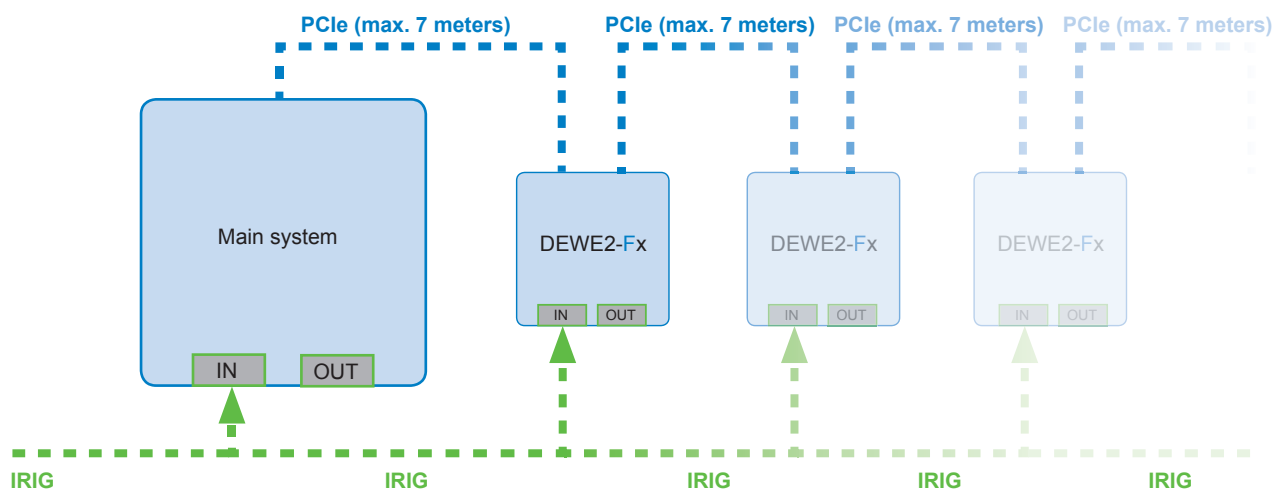 PCIe (max. 7 meters) PCIe (max. 7 meters) PCIe (max. 7 meters) PCIe (max. 7 meters)
Main system DEWE2-Fx DEWE2-Fx DEWE2-Fx
IN OUT IN OUT IN OUT
IN OUT
IRIG IRIG IRIG IRIG IRIG